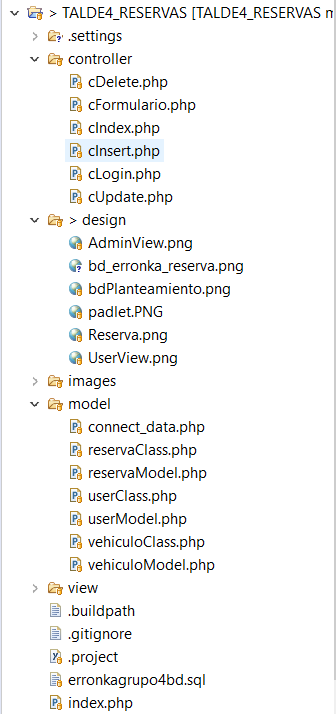 > TALDE4_RESERVAS [TALDE4_RESERVAS m
.settings
controller
cDelete.php
cFormulario.php
cIndex.php
cInsert.php
cLogin.php
cUpdate.php
> design
AdminView.png
bd_erronka_reserva.png
bdPlanteamiento.png
padlet.PNG
Reserva.png
UserView.png
images
model
connect_data.php
reservaClass.php
reservaModel.php
userClass.php
userModel.php
vehiculoClass.php
vehiculoModel.php
view
.buildpath
.gitignore
.project
erronkagrupo4bd.sql
index.php